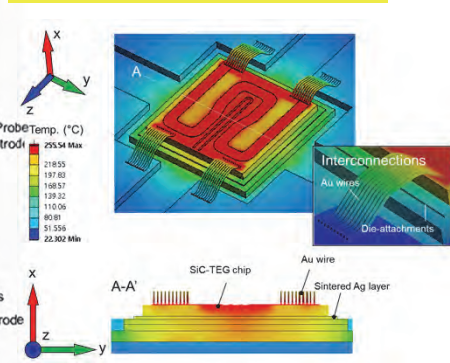 x
y
z
A
Probe
trode
Temp. (°C)
255.54 Max
218.55
197.83
168.57
139.32
110.06
80.81
51.556
22.302 Min
Interconnections
Au wires
Die-attachments
x
y
z
s
rode
A-A'
SiC-TEG chip
Au wire
Sintered Ag layer